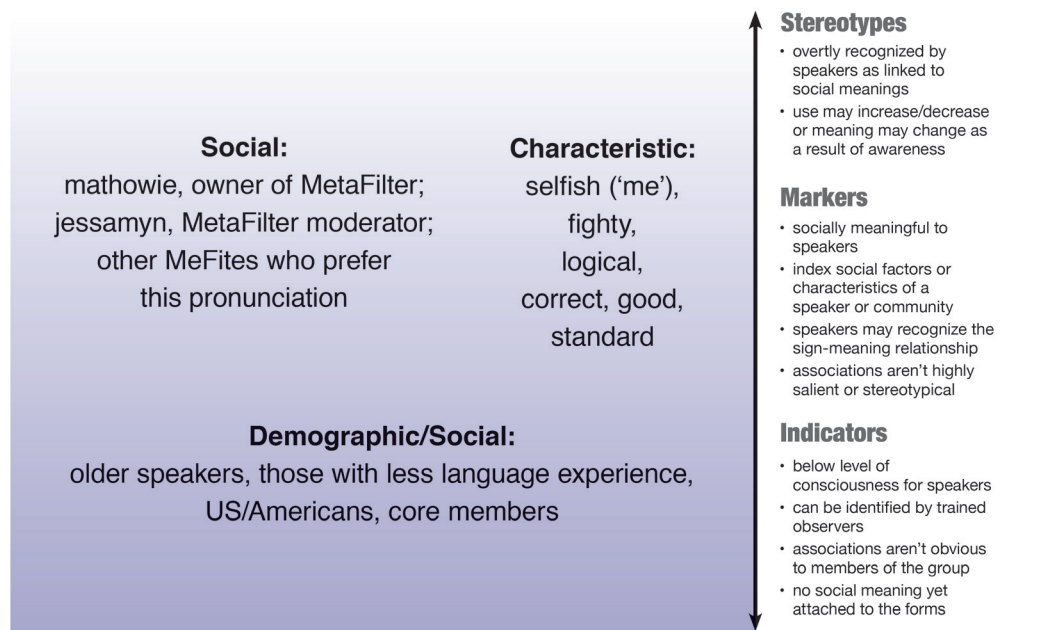 Social:
mathowie, owner of MetaFilter;
jessamyn, MetaFilter moderator;
other MeFites who prefer
this pronunciation
Characteristic:
selfish (‘me’),
fighty,
logical,
correct, good,
standard
Demographic/Social:
older speakers, those with less language experience,
US/Americans, core members
Stereotypes
• overtly recognized by
speakers as linked to
social meanings
• use may increase/decrease
or meaning may change as
a result of awareness
Markers
• socially meaningful to
speakers
• index social factors or
characteristics of a
speaker or community
• speakers may recognize the
sign-meaning relationship
• associations aren’t highly
salient or stereotypical
Indicators
• below level of
consciousness for speakers
• can be identified by trained
observers
• associations aren’t obvious
to members of the group
• no social meaning yet
attached to the forms